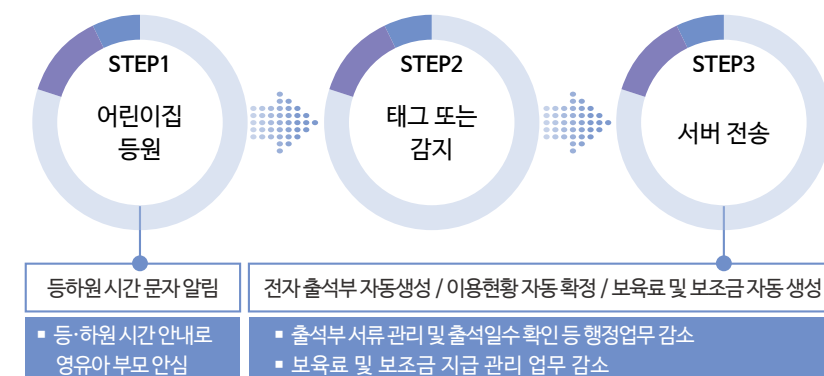 STEP1
어린이집
등원
STEP2
태그 또는
감지
STEP3
서버 전송
등하원 시간 문자 알림
전자 출석부 자동생성 / 이용현황 자동 확정 / 보육료 및 보조금 자동 생성
▪ 등·하원 시간 안내로
영유아 부모 안심
▪ 출석부 서류 관리 및 출석일수 확인 등 행정업무 감소
▪ 보육료 및 보조금 지급 관리 업무 감소